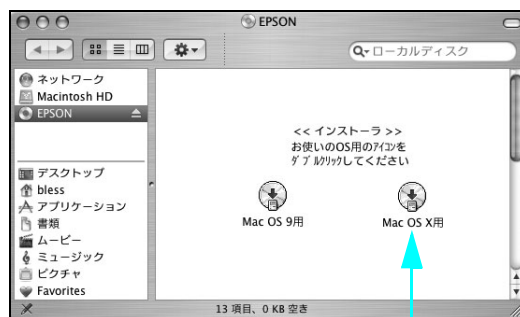 EPSON
ローカルディスク
ネットワーク
Macintosh HD
EPSON
デスクトップ
bless
アプリケーション
書類
ムービー
ミュージック
ピクチャ
Favorites
<< インストーラ >>
お使いのOS用のｱｲｺﾝを
ﾀﾞﾌﾞﾙｸﾘｯｸしてください
Mac OS 9用
Mac OS X用
13 項目、0 KB 空き